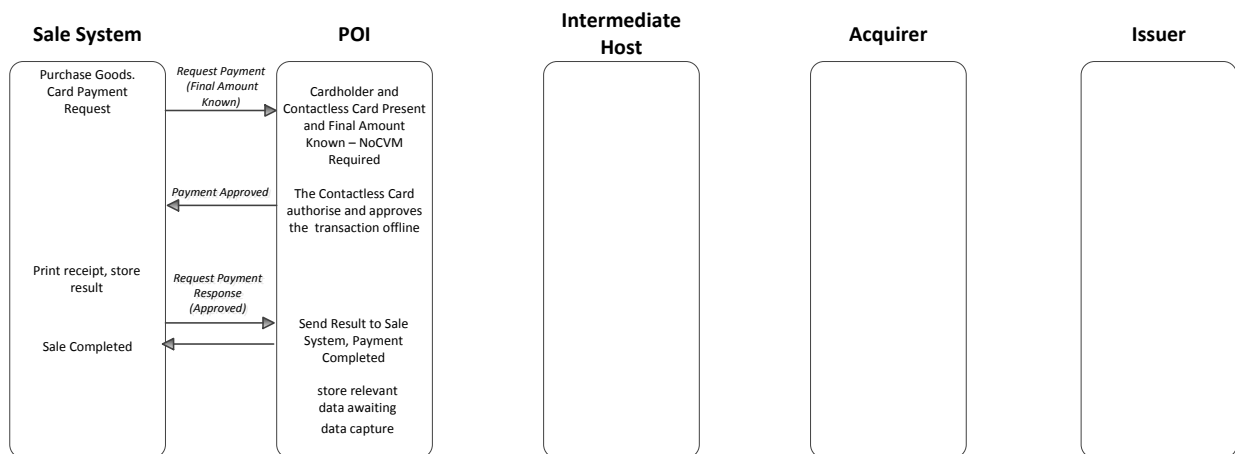 Sale System
POI
Intermediate
Host
Acquirer
Issuer
Purchase Goods.
Card Payment
Request
Request Payment
(Final Amount
Known)
Cardholder and
Contactless Card Present
and Final Amount
Known – NoCVM
Required
Payment Approved
The Contactless Card
authorise and approves
the transaction offline
Print receipt, store
result
Request Payment
Response
(Approved)
Send Result to Sale
System, Payment
Completed
Sale Completed
store relevant
data awaiting
data capture